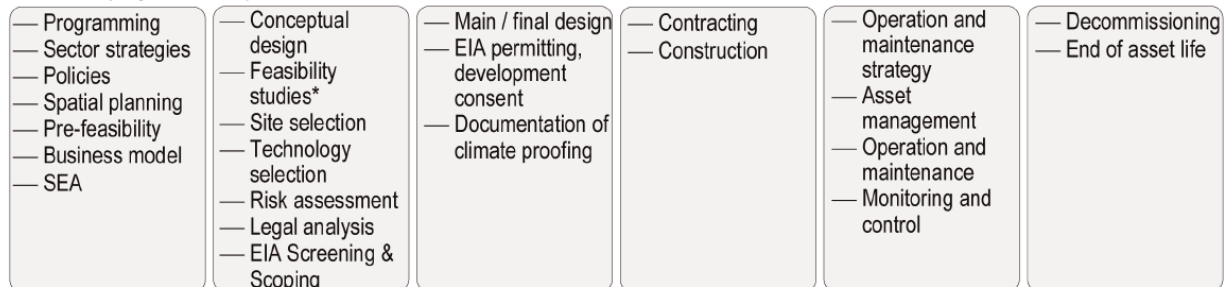 — Programming
— Sector strategies
— Policies
— Spatial planning
— Pre-feasibility
— Business model
— SEA
— Conceptual
design
— Feasibility
studies*
— Site selection
— Technology
selection
— Risk assessment
— Legal analysis
— EIA Screening &
Scoping
— Main / final design
— EIA permitting,
development
consent
— Documentation of
climate proofing
— Contracting
— Construction
— Operation and
maintenance
strategy
— Asset
management
— Operation and
maintenance
— Monitoring and
control
— Decommissioning
— End of asset life